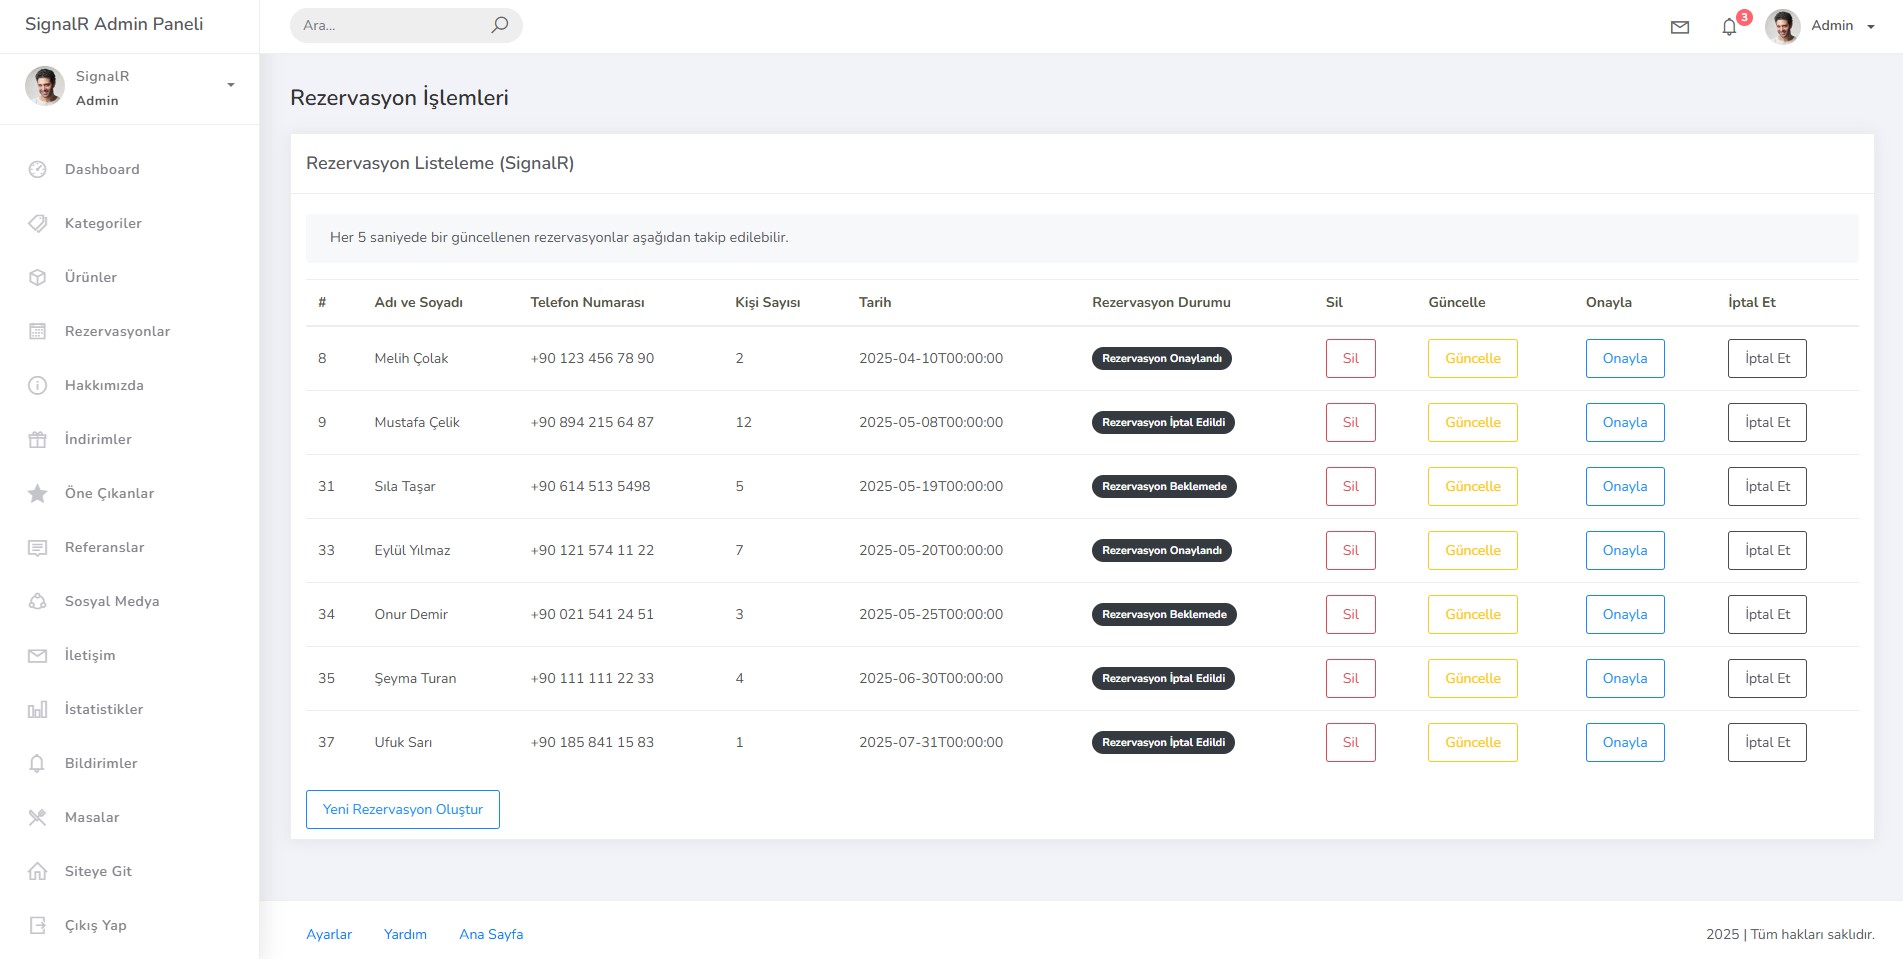 SignalR Admin Paneli
Ara...
3
Admin
SignalR
Admin
Dashboard
Kategoriler
Ürünler
Rezervasyonlar
Hakkımızda
İndirimler
Öne Çıkanlar
Referanslar
Sosyal Medya
İletişim
İstatistikler
Bildirimler
Masalar
Siteye Git
Çıkış Yap
Rezervasyon İşlemleri
Rezervasyon Listeleme (SignalR)
Her 5 saniyede bir güncellenen rezervasyonlar aşağıdan takip edilebilir.
# Adı ve Soyadı Telefon Numarası Kişi Sayısı Tarih Rezervasyon Durumu Sil Güncelle Onayla İptal Et
8 Melih Çolak +90 123 456 78 90 2 2025-04-10T00:00:00 Rezervasyon Onaylandı Sil Güncelle Onayla İptal Et
9 Mustafa Çelik +90 894 215 64 87 12 2025-05-08T00:00:00 Rezervasyon İptal Edildi Sil Güncelle Onayla İptal Et
31 Sıla Taşar +90 614 513 5498 5 2025-05-19T00:00:00 Rezervasyon Beklemede Sil Güncelle Onayla İptal Et
33 Eylül Yılmaz +90 121 574 11 22 7 2025-05-20T00:00:00 Rezervasyon Onaylandı Sil Güncelle Onayla İptal Et
34 Onur Demir +90 021 541 24 51 3 2025-05-25T00:00:00 Rezervasyon Beklemede Sil Güncelle Onayla İptal Et
35 Şeyma Turan +90 111 111 22 33 4 2025-06-30T00:00:00 Rezervasyon İptal Edildi Sil Güncelle Onayla İptal Et
37 Ufuk Sarı +90 185 841 15 83 1 2025-07-31T00:00:00 Rezervasyon İptal Edildi Sil Güncelle Onayla İptal Et
Yeni Rezervasyon Oluştur
Ayarlar Yardım Ana Sayfa
2025 | Tüm hakları saklıdır.